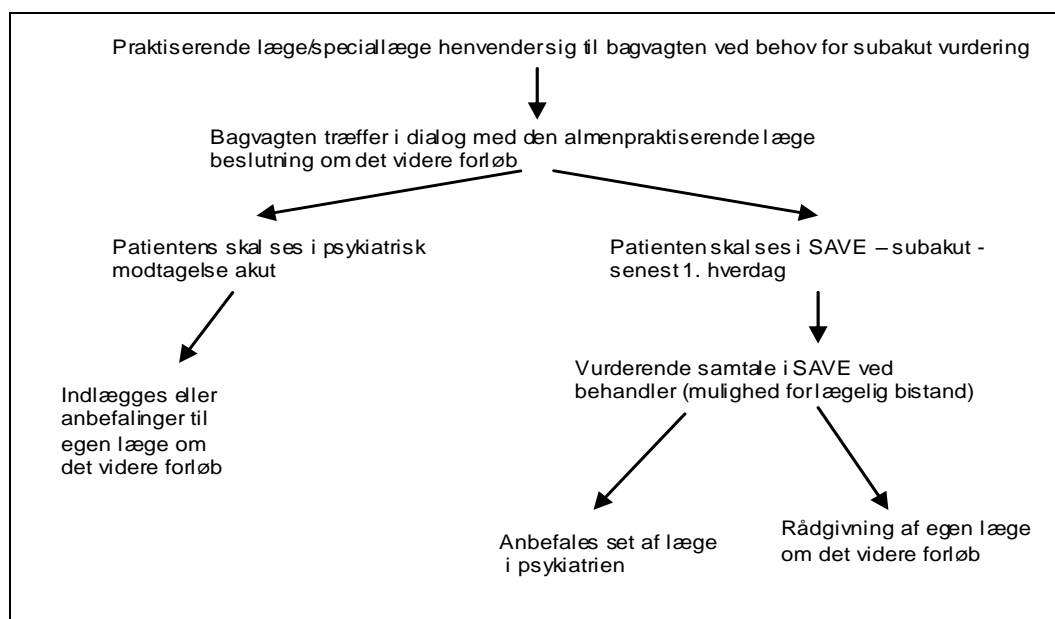 Praktiserende læge/speciallæge henvender sig til bagvagten ved behov for subakut vurdering
Bagvagten træffer i dialog med den almenpraktiserende læge
beslutning om det videre forløb
Patientens skal ses i psykiatrisk
modtagelse akut
Patienten skal ses i SAVE – subakut -
senest 1. hverdag
Indlægges eller
anbefalinger til
egen læge om
det videre forløb
Vurderende samtale i SAVE ved
behandler (mulighed for lægelig bistand)
Anbefales set af læge
i psykiatrien
Rådgivning af egen læge
om det videre forløb